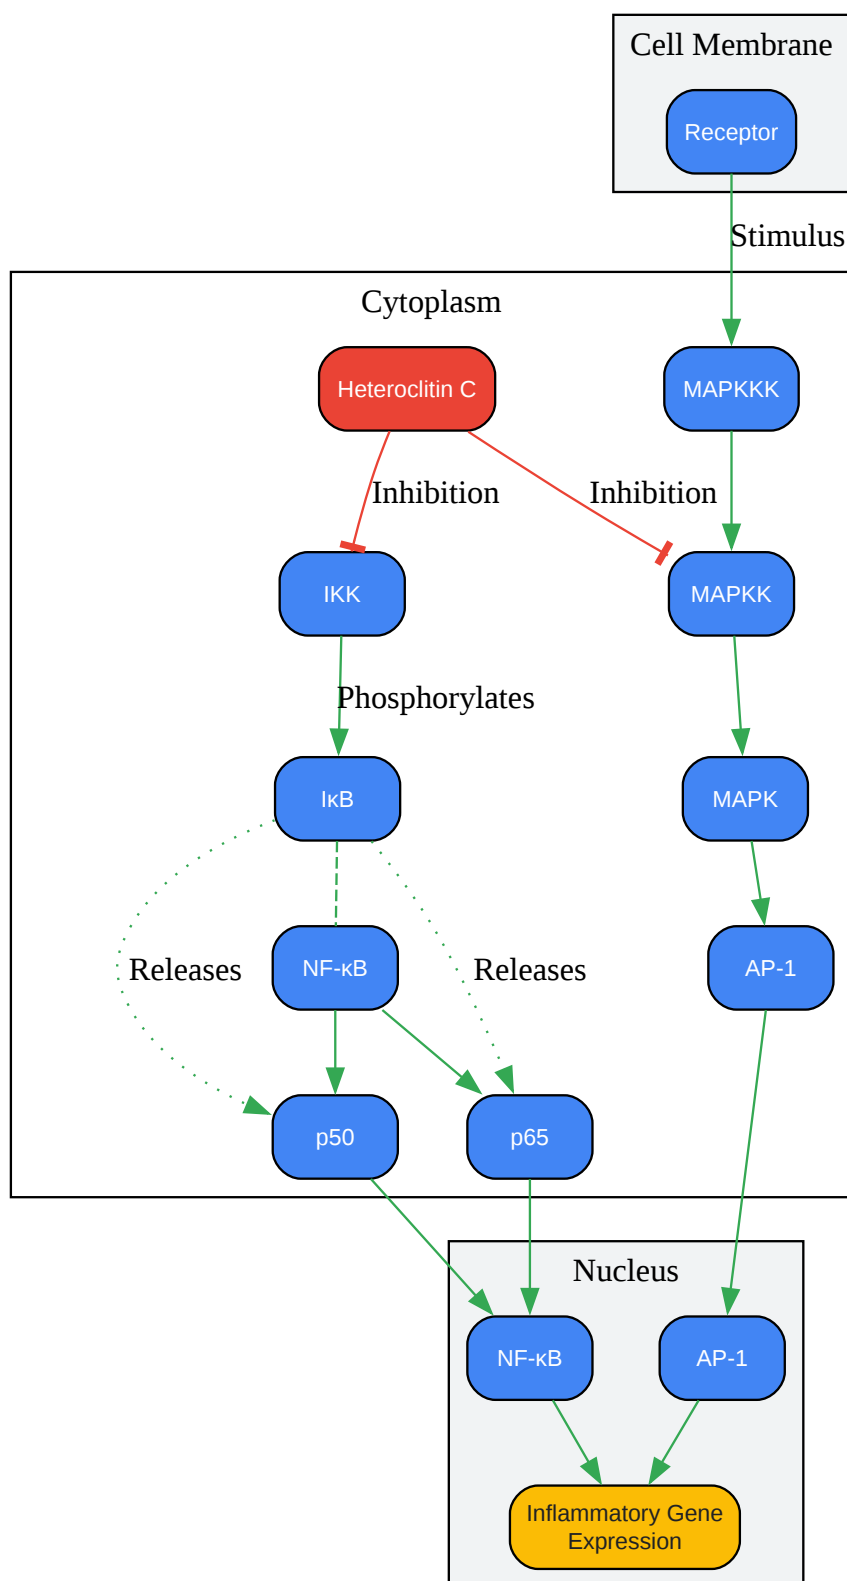 Cell Membrane
Receptor
Stimulus
Cytoplasm
Heteroclitin C
MAPKKK
Inhibition
Inhibition
IKK
MAPKK
Phosphorylates
IκB
MAPK
Releases
NF-κB
Releases
AP-1
p50
p65
Nucleus
NF-κB
AP-1
Inflammatory Gene
Expression